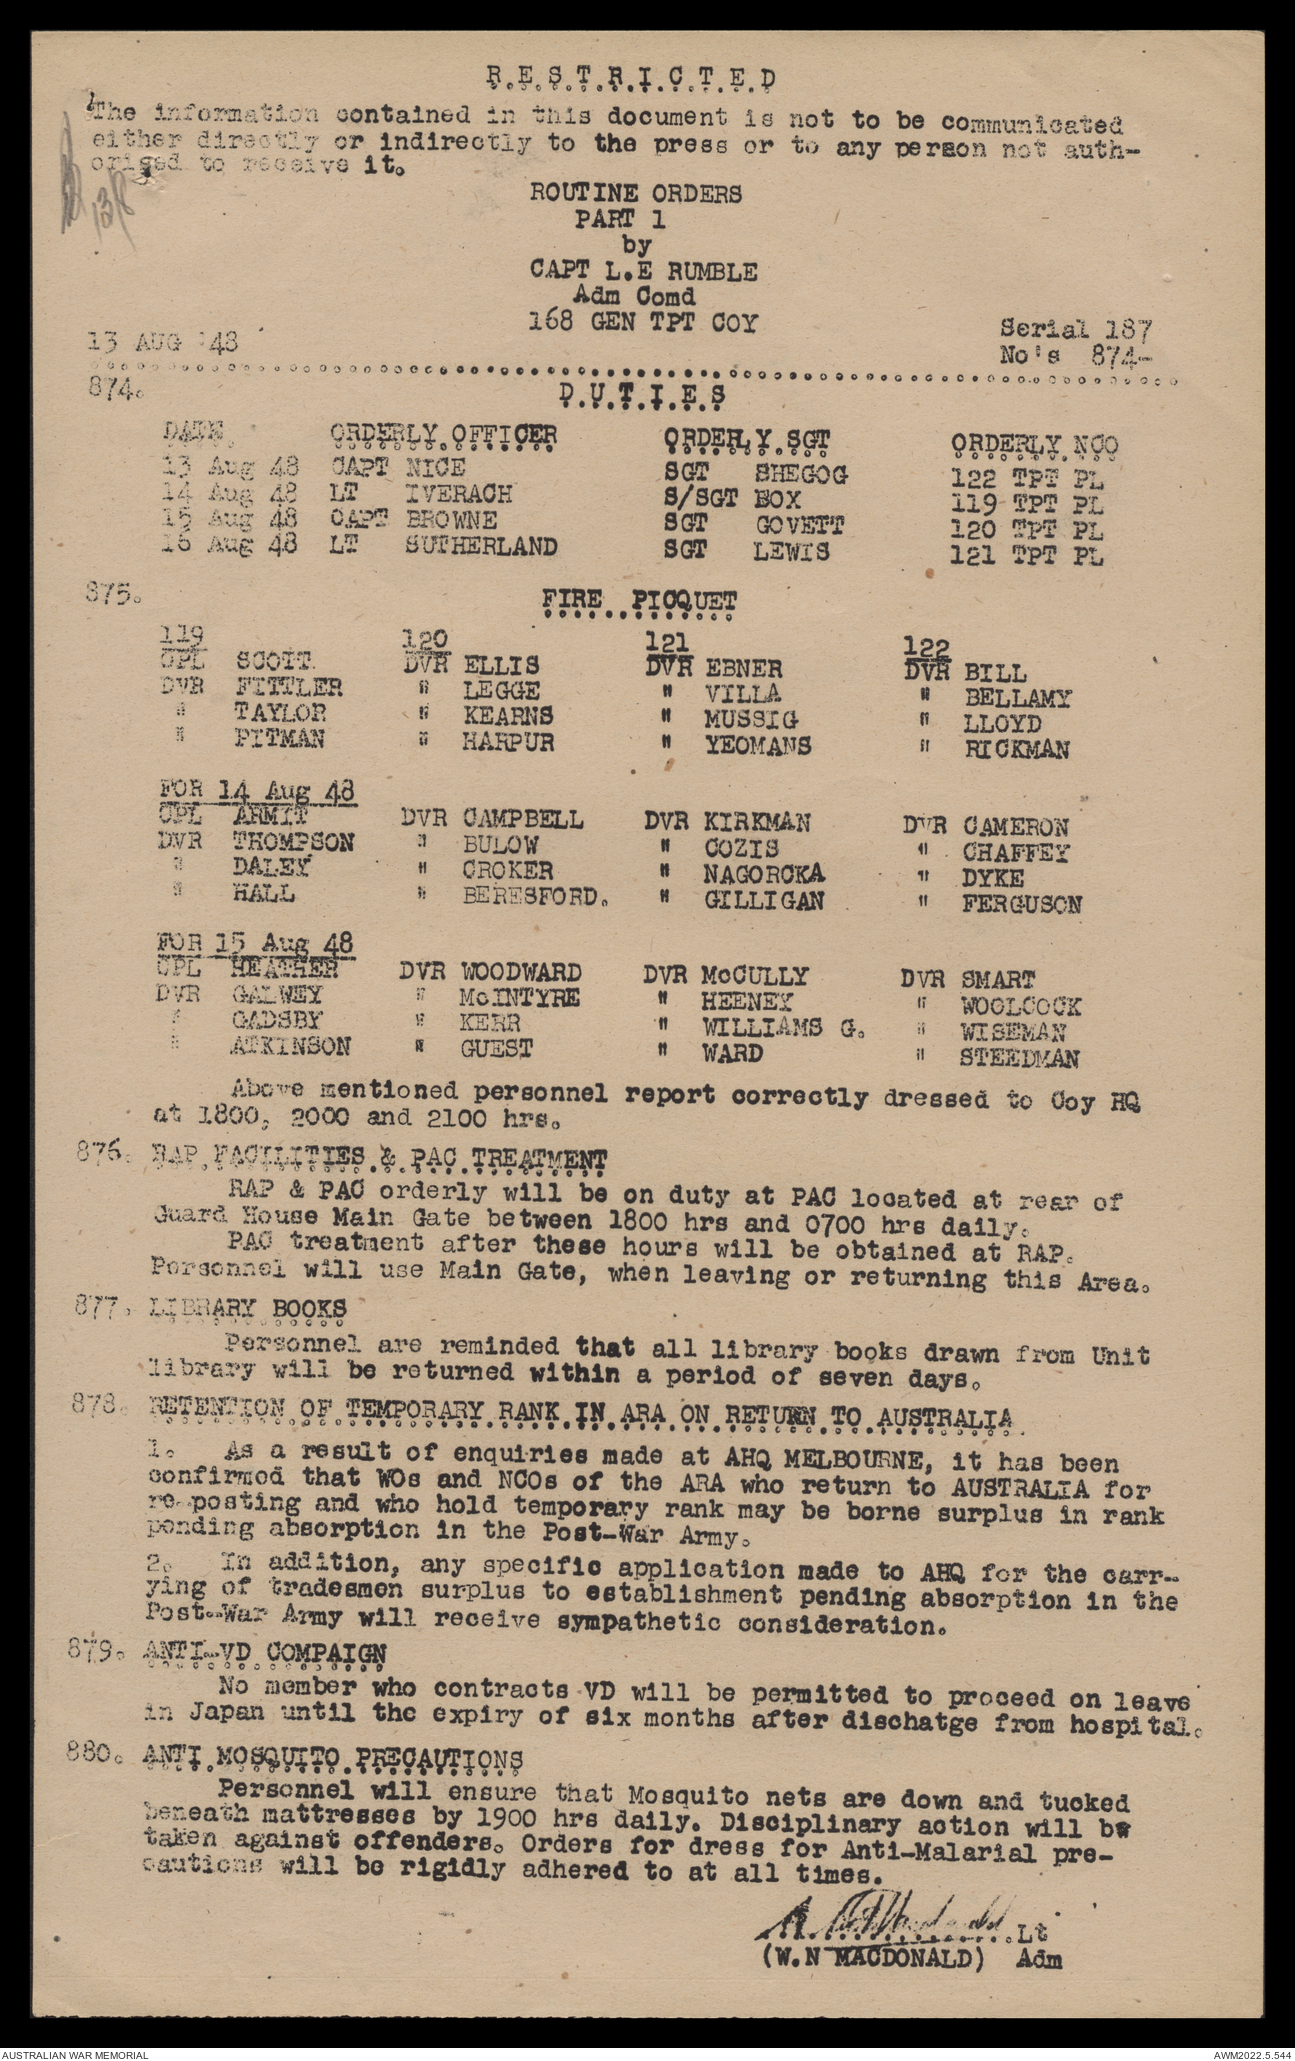 R.E.S.T.R.I.C.T.E.D
The information contained in this document is not to be communicated
either directly or indirectly to the press or to any person not auth-
orised to receive it.
13/8
ROUTINE ORDERS
PART 1
by
CAPT L.E RUMBLE
Adm Comd
168 GEN TPT COY
13 AUG '48
Serial 187
No's 874-
874.
D.U.T.I.E.S
DATE ORDERLY OFFICER ORDERLY SGT ORDERLY NCO
13 Aug 48 CAPT NICE SGT SHEGOG 122 TPT PL
14 Aug 48 LT IVERACH S/SGT BOX 119 TPT PL
15 Aug 48 CAPT BROWNE SGT GOVETT 120 TPT PL
16 Aug 48 LT SUTHERLAND SGT LEWIS 121 TPT PL
875. FIRE PICQUET
119 120 121 122
CPL SCOTT DVR ELLIS DVR EBNER DVR BILL
DVR FITTLER " LEGGE " VILLA " BELLAMY
" TAYLOR " KEARNS " MUSSIG " LLOYD
" PITMAN " HARPUR " YEOMANS " RICKMAN
FOR 14 Aug 48
CPL ARMIT DVR CAMPBELL DVR KIRKMAN DVR CAMERON
DVR THOMPSON " BULOW " COZIS " CHAFFEY
" DALEY " CROKER " NAGORCKA " DYKE
" HALL " BERESFORD. " GILLIGAN " FERGUSON
FOR 15 Aug 48
CPL HEATHER DVR WOODWARD DVR McCULLY DVR SMART
DVR GALWEY " McINTYRE " HEENEY " WOOLCOCK
" GADSBY " KERR " WILLIAMS G. " WISEMAN
" ATKINSON " GUEST " WARD " STEEDMAN
Above mentioned personnel report correctly dressed to Coy HQ
at 1800, 2000 and 2100 hrs.
876. RAP FACILITIES & PAC TREATMENT
RAP & PAC orderly will be on duty at PAC located at rear of
Guard House Main Gate between 1800 hrs and 0700 hrs daily.
PAC treatment after these hours will be obtained at RAP.
Personnel will use Main Gate, when leaving or returning this Area.
877. LIBRARY BOOKS
Personnel are reminded that all library books drawn from Unit
library will be returned within a period of seven days.
878. RETENTION OF TEMPORARY RANK IN ARA ON RETURN TO AUSTRALIA
1. As a result of enquiries made at AHQ MELBOURNE, it has been
confirmed that WOs and NCOs of the ARA who return to AUSTRALIA for
re-posting and who hold temporary rank may be borne surplus in rank
pending absorption in the Post-War Army.
2. In addition, any specific application made to AHQ for the carr-
ying of tradesmen surplus to establishment pending absorption in the
Post-War Army will receive sympathetic consideration.
879. ANTI-VD COMPAIGN
No member who contracts VD will be permitted to proceed on leave
in Japan until the expiry of six months after dischatge from hospital.
880. ANTI MOSQUITO PRECAUTIONS
Personnel will ensure that Mosquito nets are down and tucked
beneath mattresses by 1900 hrs daily. Disciplinary action will be
taken against offenders. Orders for dress for Anti-Malarial pre-
cautions will be rigidly adhered to at all times.
Lt
(W.N MACDONALD) Adm
AUSTRALIAN WAR MEMORIAL
AWM2022.5.544